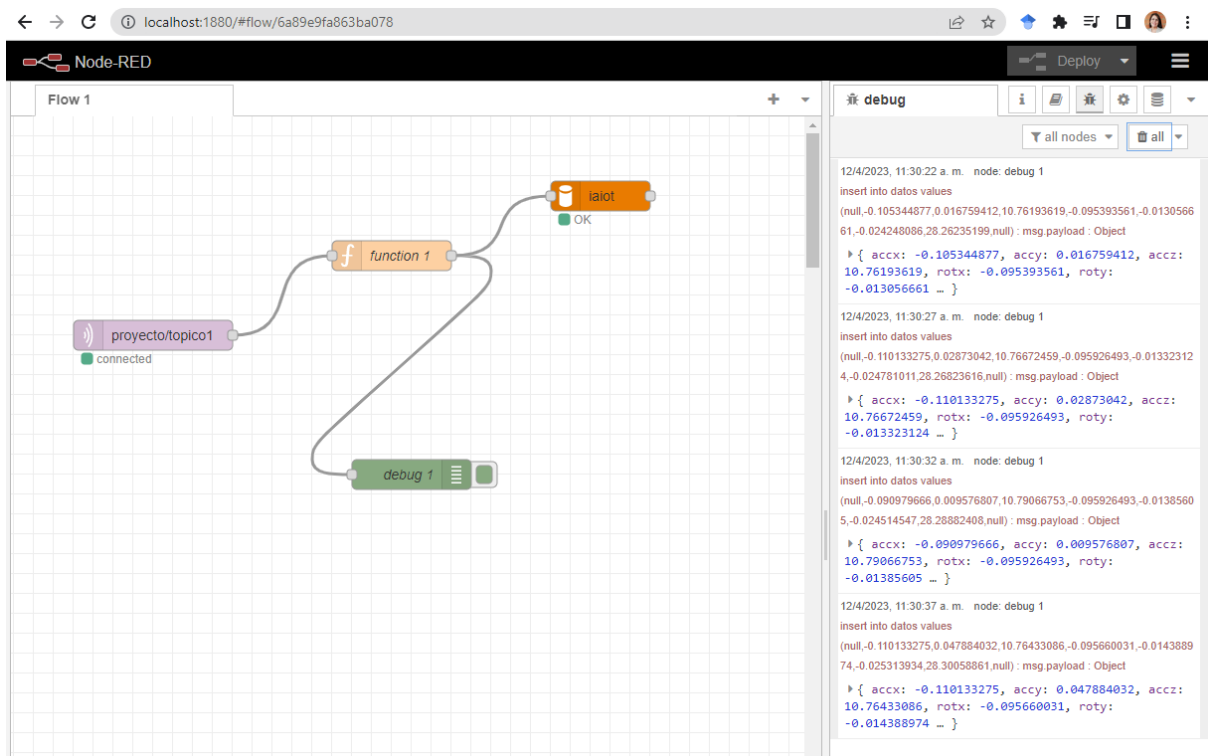 localhost:1880/#flow/6a89e9fa863ba078
Node-RED
Deploy
Flow 1
iaiot
OK
function 1
proyecto/topico1
connected
debug 1
debug
i
all nodes
all
12/4/2023, 11:30:22 a. m. node: debug 1
insert into datos values
(null,-0.105344877,0.016759412,10.76193619,-0.095393561,-0.0130566
61,-0.024248086,28.26235199,null) : msg.payload : Object
{ accx: -0.105344877, accy: 0.016759412, accz:
10.76193619, rotx: -0.095393561, roty:
-0.013056661 … }
12/4/2023, 11:30:27 a. m. node: debug 1
insert into datos values
(null,-0.110133275,0.02873042,10.76672459,-0.095926493,-0.01332312
4,-0.024781011,28.26823616,null) : msg.payload : Object
{ accx: -0.110133275, accy: 0.02873042, accz:
10.76672459, rotx: -0.095926493, roty:
-0.013323124 … }
12/4/2023, 11:30:32 a. m. node: debug 1
insert into datos values
(null,-0.090979666,0.009576807,10.79066753,-0.095926493,-0.0138560
5,-0.024514547,28.28882408,null) : msg.payload : Object
{ accx: -0.090979666, accy: 0.009576807, accz:
10.79066753, rotx: -0.095926493, roty:
-0.01385605 … }
12/4/2023, 11:30:37 a. m. node: debug 1
insert into datos values
(null,-0.110133275,0.047884032,10.76433086,-0.095660031,-0.0143889
74,-0.025313934,28.30058861,null) : msg.payload : Object
{ accx: -0.110133275, accy: 0.047884032, accz:
10.76433086, rotx: -0.095660031, roty:
-0.014388974 … }